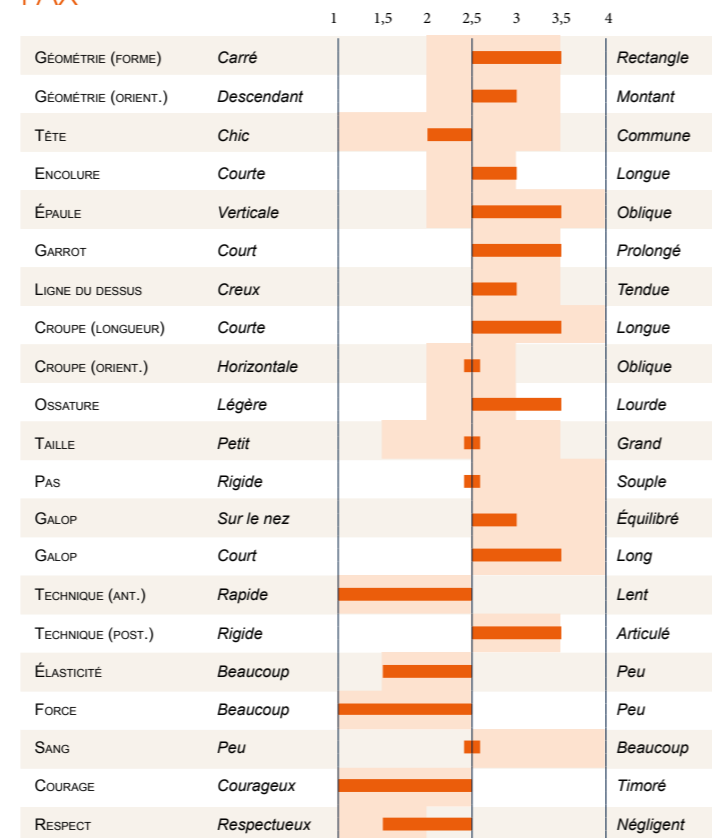 1 1,5 2 2,5 3 3,5 4
Géométrie (forme) Carré Rectangle
Géométrie (orient.) Descendant Montant
Tête Chic Commune
Encolure Courte Longue
Épaule Verticale Oblique
Garrot Court Prolongé
Ligne du dessus Creux Tendue
Croupe (longueur) Courte Longue
Croupe (orient.) Horizontale Oblique
Ossature Légère Lourde
Taille Petit Grand
Pas Rigide Souple
Galop Sur le nez Équilibré
Galop Court Long
Technique (ant.) Rapide Lent
Technique (post.) Rigide Articulé
Élasticité Beaucoup Peu
Force Beaucoup Peu
Sang Peu Beaucoup
Courage Courageux Timoré
Respect Respectueux Négligent